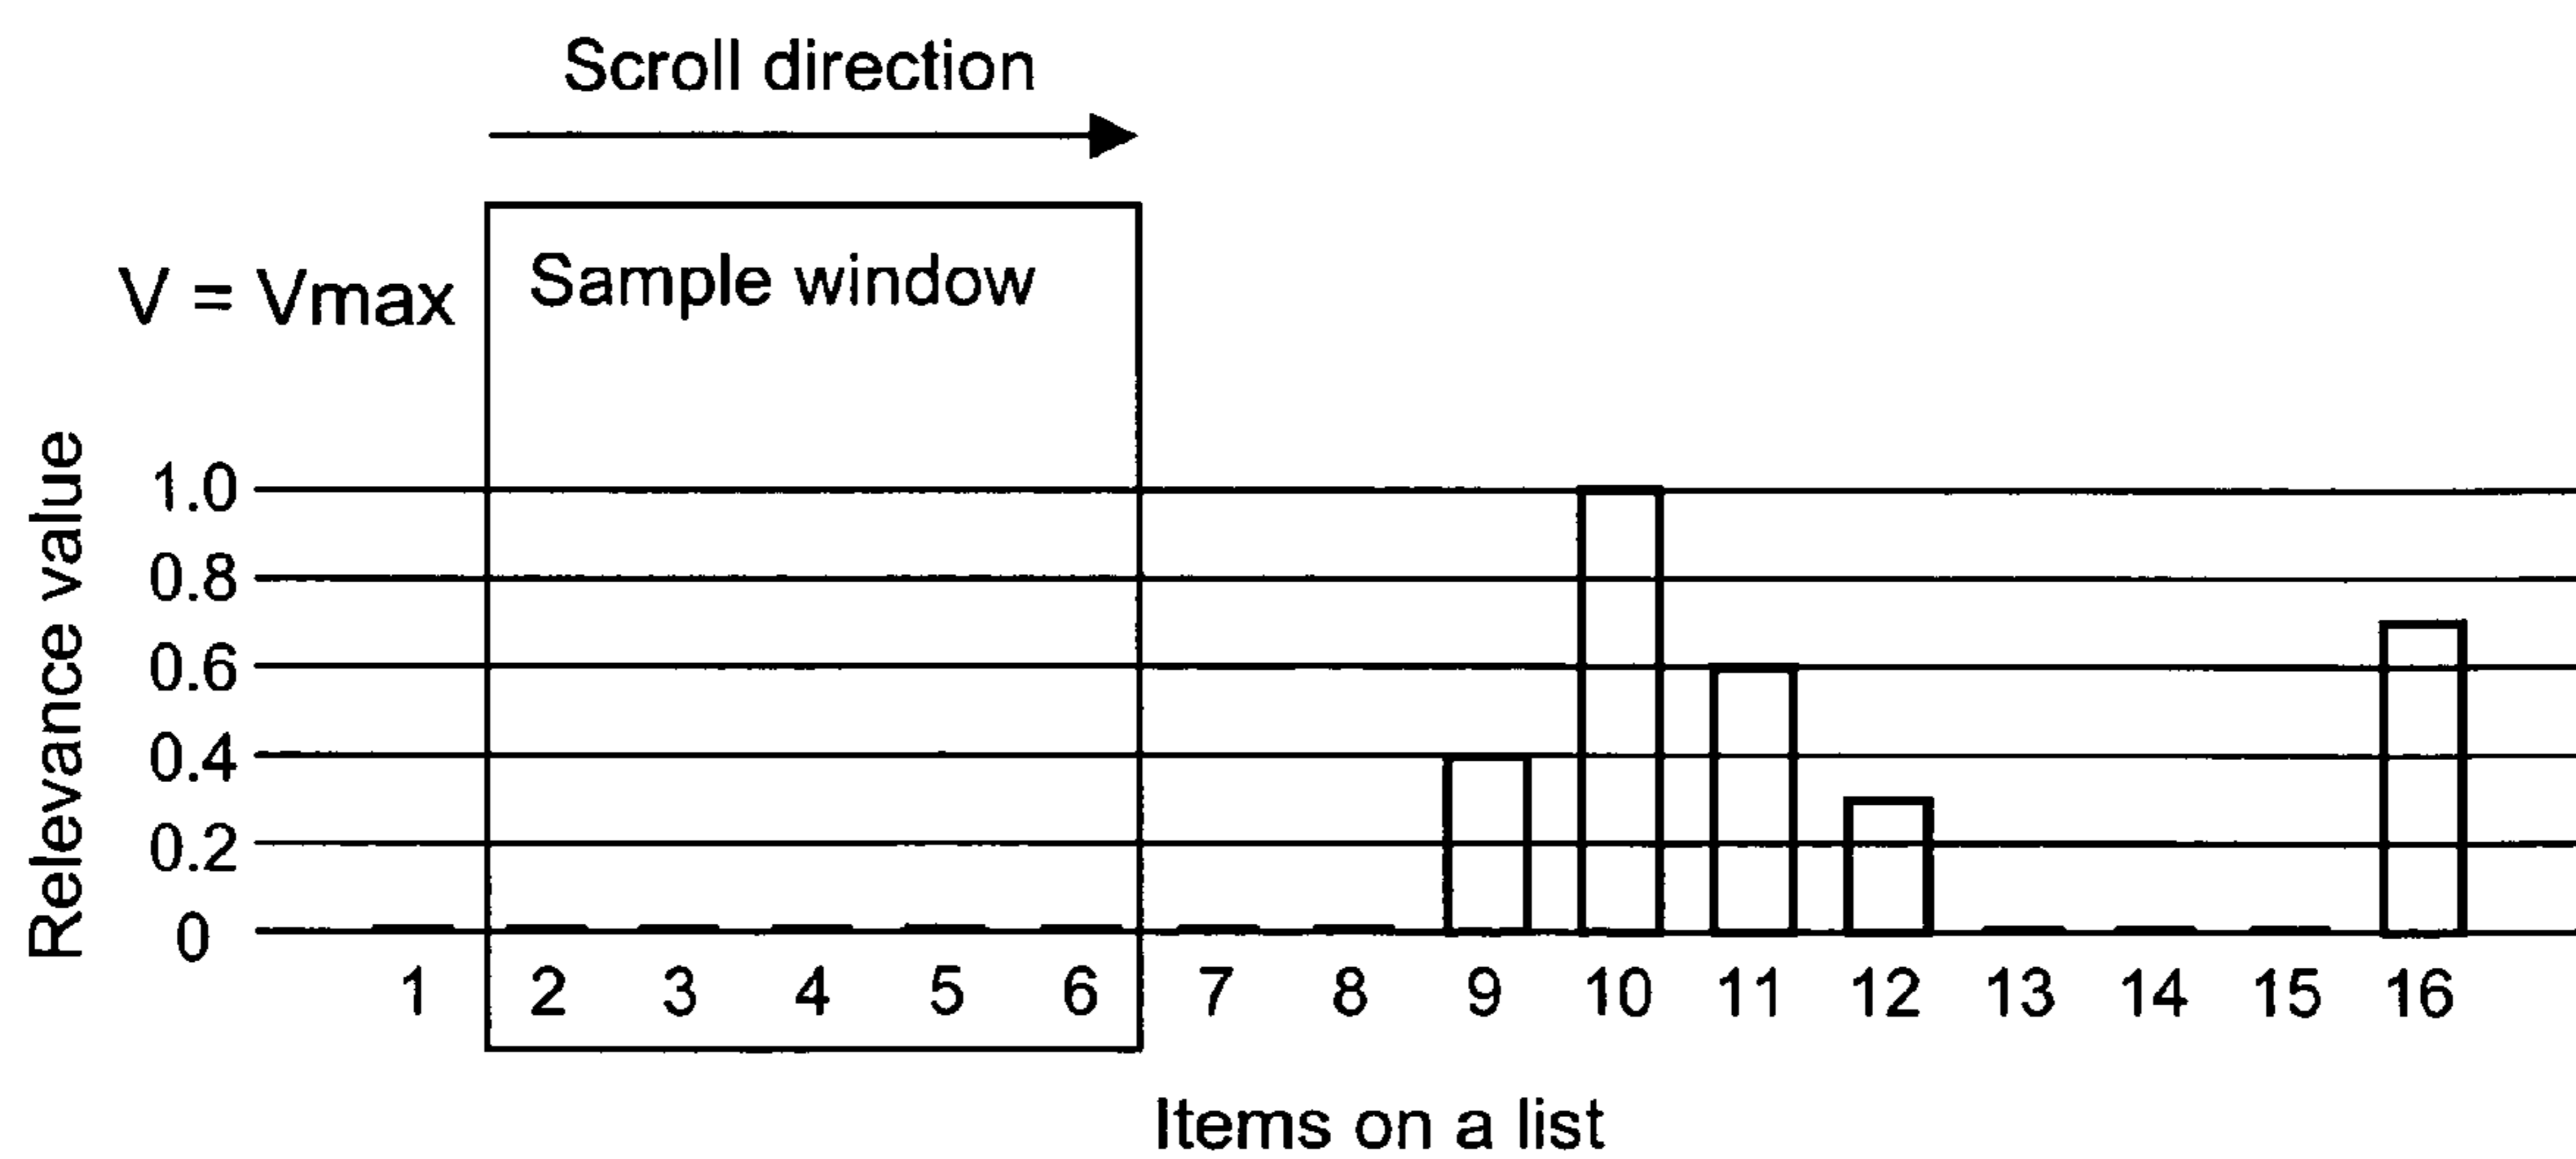 Scroll direction
V = Vmax
Sample window
Relevance value
1.0
0.8
0.6
0.4
0.2
0
1 2 3 4 5 6 7 8 9 10 11 12 13 14 15 16
Items on a list